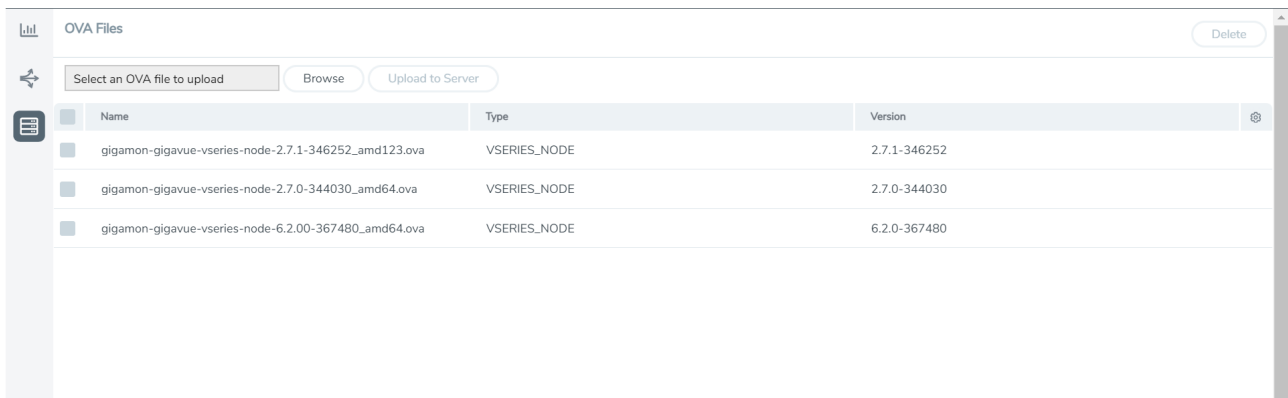 OVA Files
Delete
Select an OVA file to upload Browse Upload to Server
Name Type Version
gigamon-gigavue-vseries-node-2.7.1-346252_amd123.ova VSERIES_NODE 2.7.1-346252
gigamon-gigavue-vseries-node-2.7.0-344030_amd64.ova VSERIES_NODE 2.7.0-344030
gigamon-gigavue-vseries-node-6.2.00-367480_amd64.ova VSERIES_NODE 6.2.0-367480